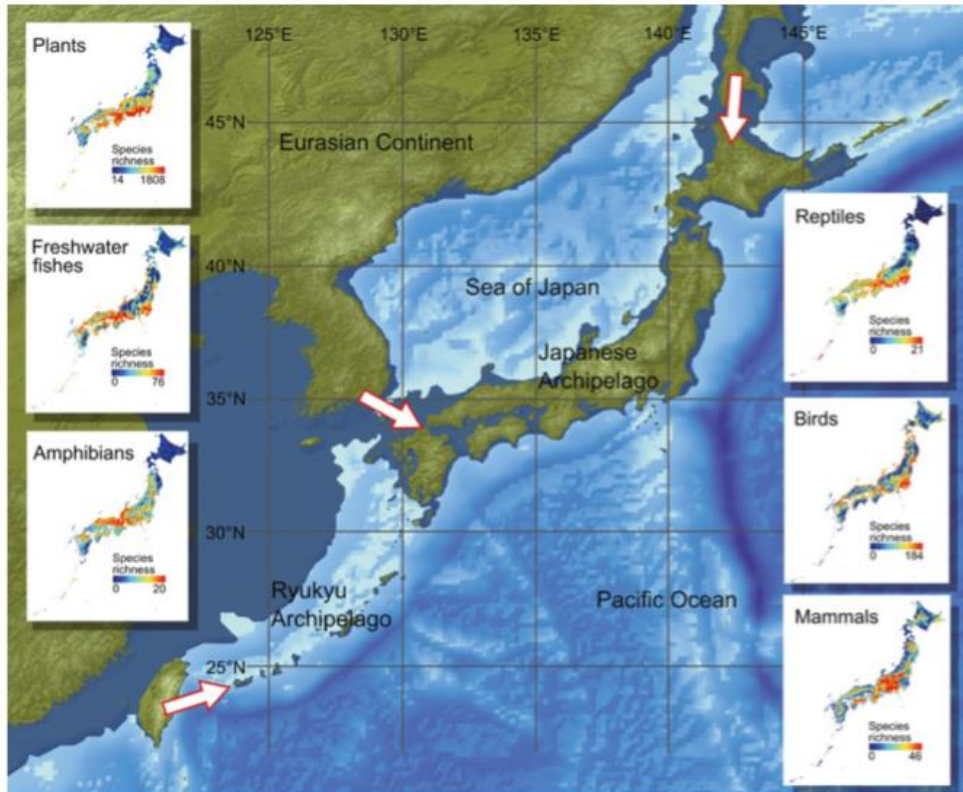 125°E
130°E
135°E
140°E
145°E
45°N
40°N
35°N
30°N
25°N
Eurasian Continent
Sea of Japan
Japanese
Archipelago
Ryukyu
Archipelago
Pacific Ocean
Plants
Species
richness
14 1808
Freshwater
fishes
Species
richness
0 76
Amphibians
Species
richness
0 20
Reptiles
Species
richness
0 21
Birds
Species
richness
0 184
Mammals
Species
richness
0 46